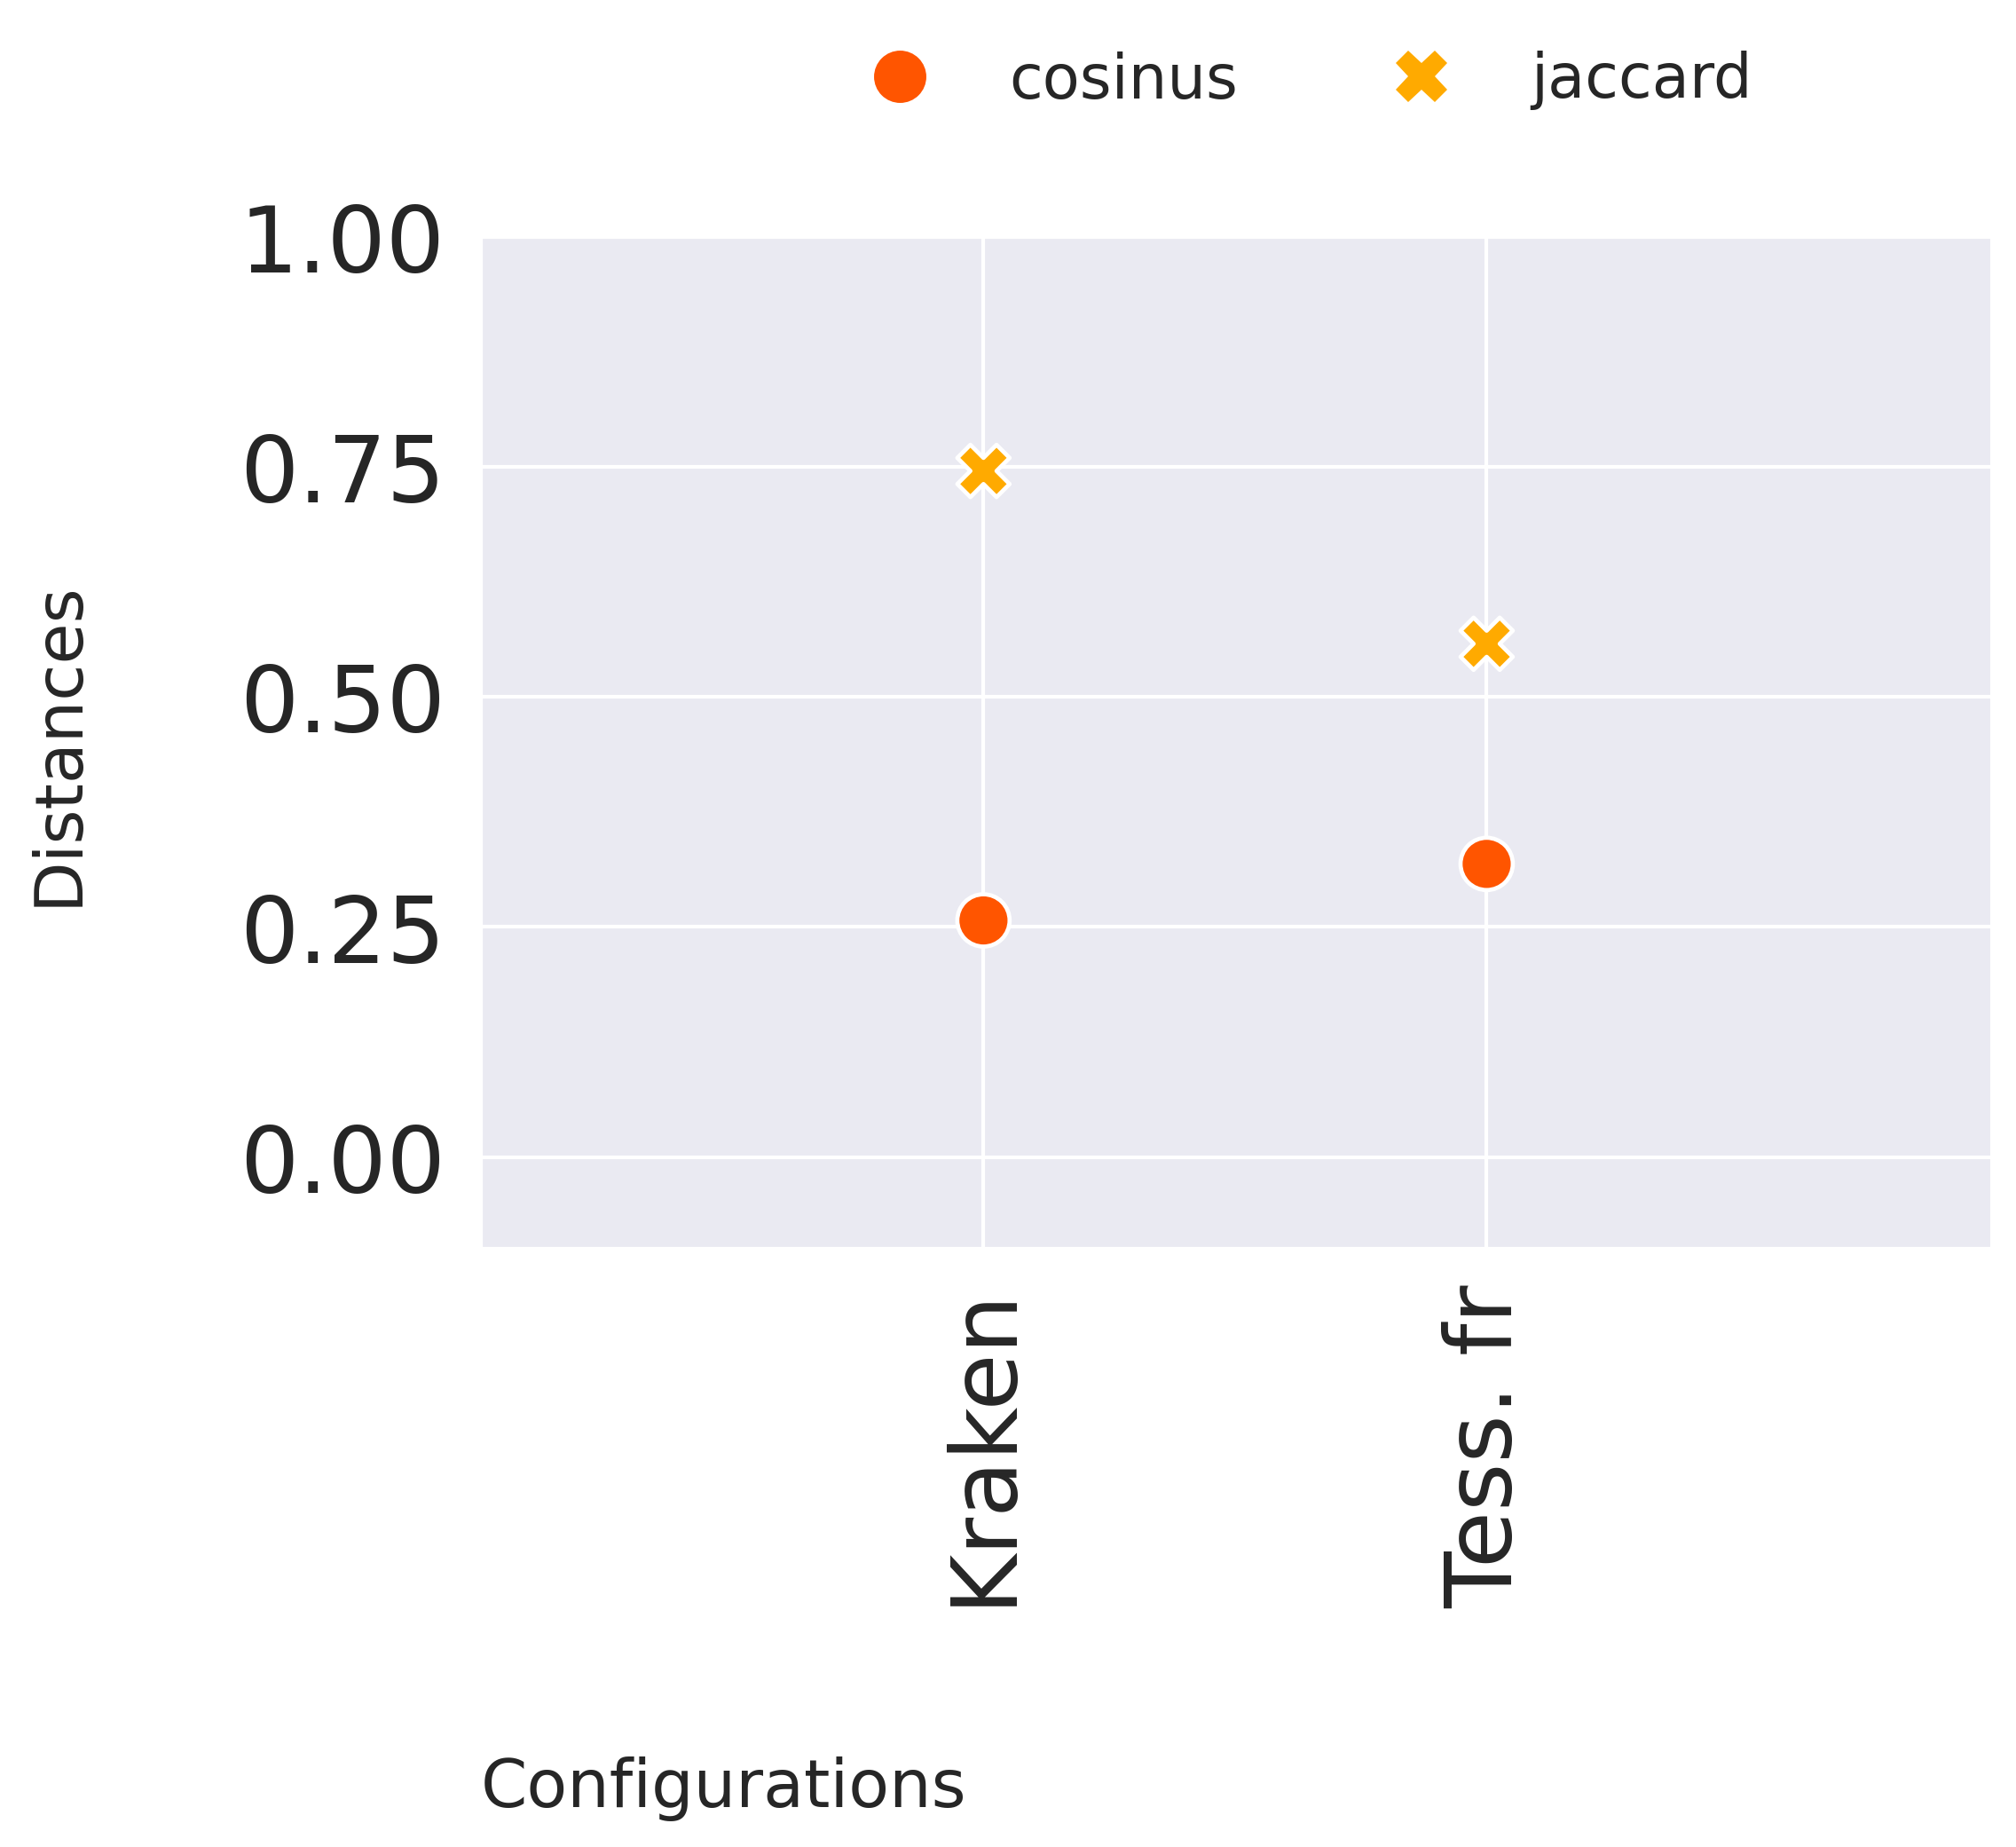 cosinus jaccard
1.00
0.75
0.50
0.25
0.00
Distances
Kraken
Tess. fr
Configurations